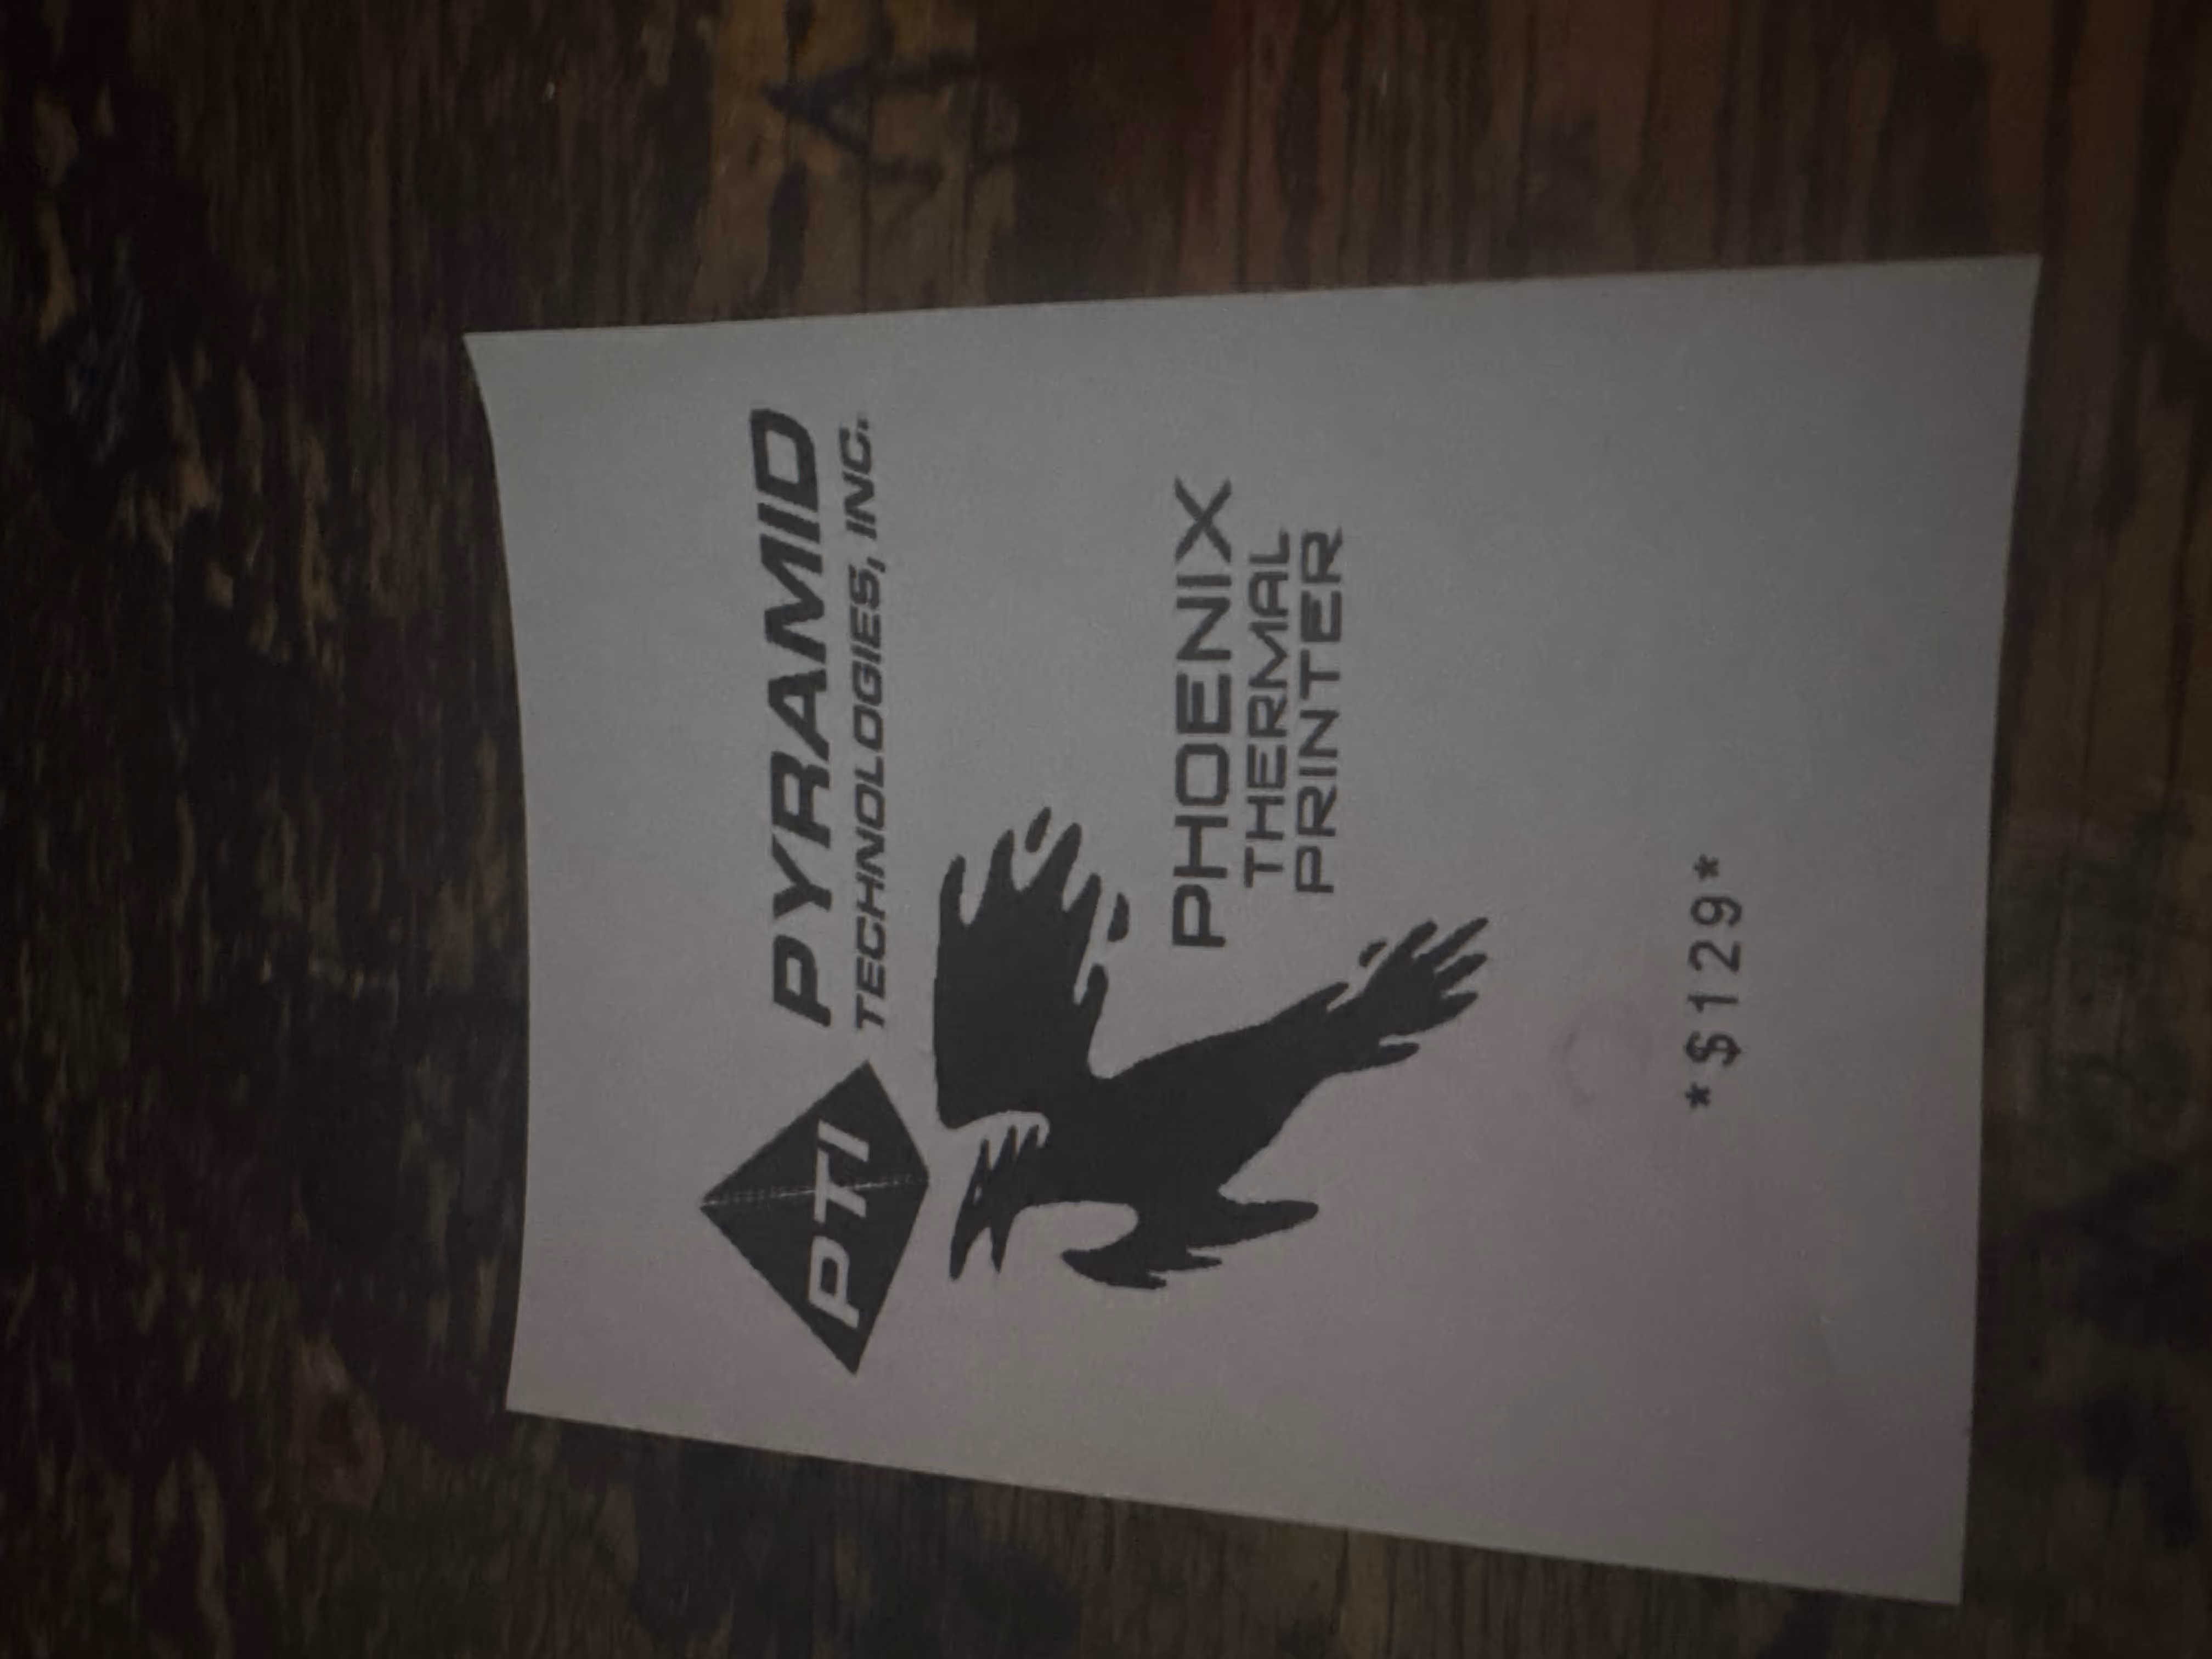 PTI
PYRAMID
TECHNOLOGIES, INC.
PHOENIX
THERMAL
PRINTER
*$129*